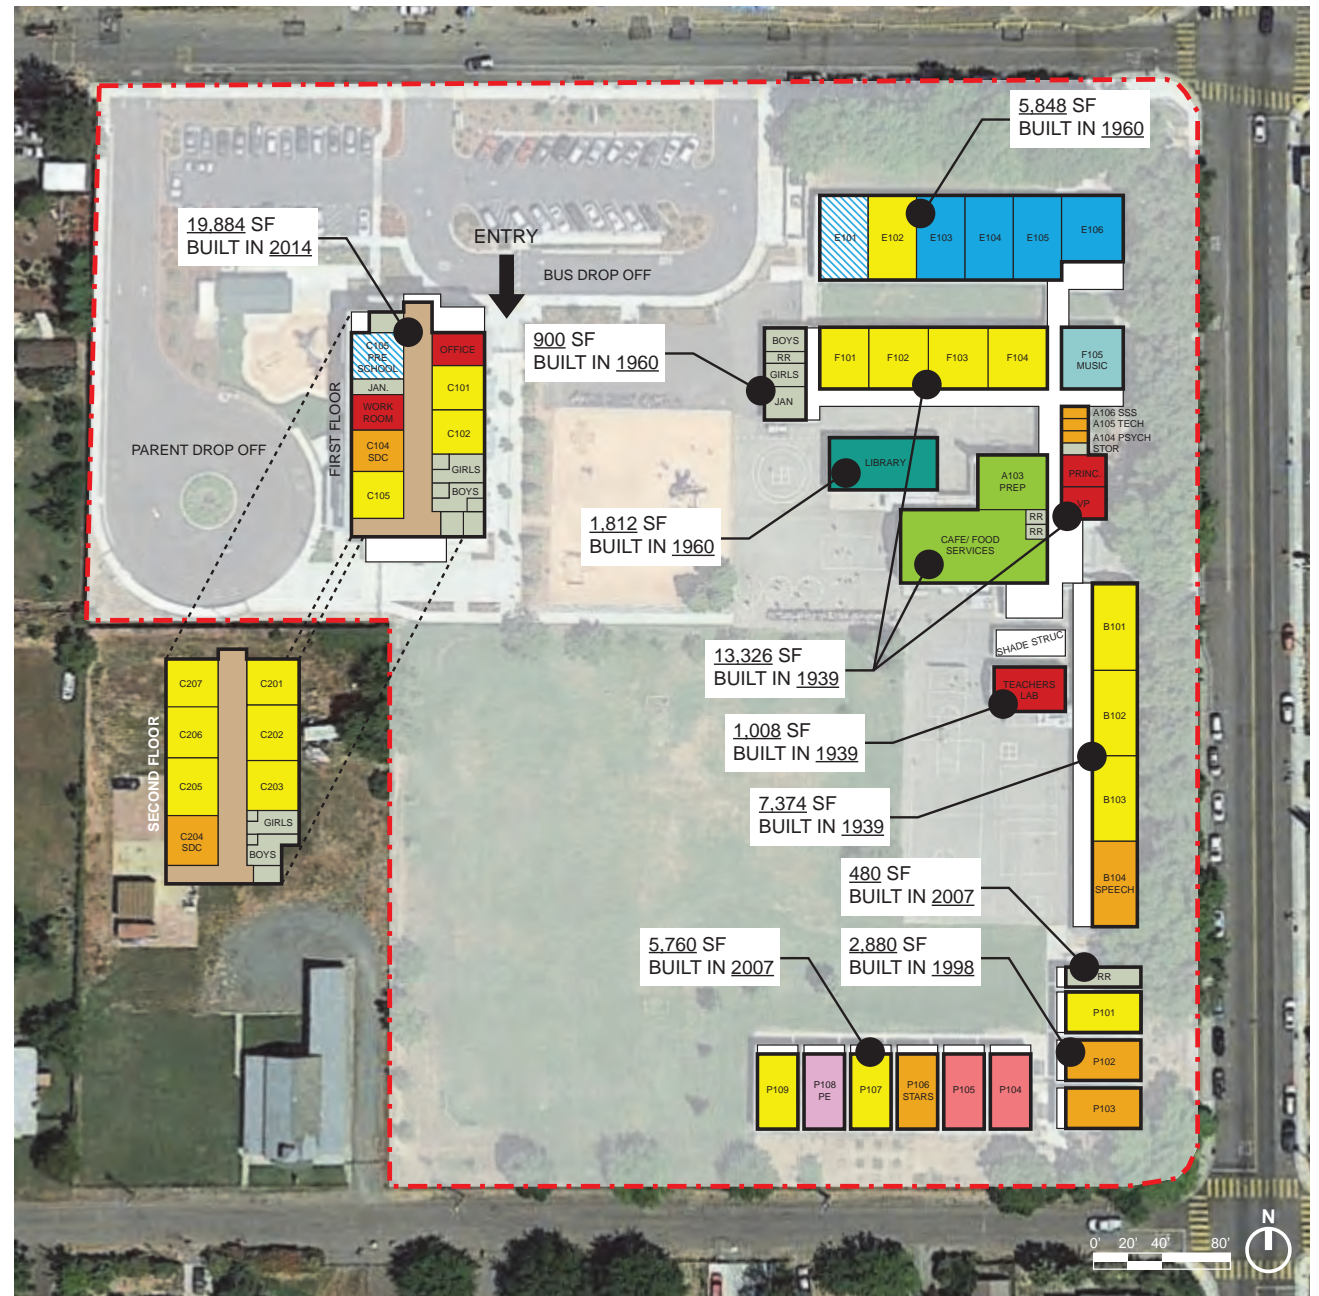 5,848 SF
BUILT IN 1960
E101
E102
E103
E104
E105
E106
19,884 SF
BUILT IN 2014
ENTRY
BUS DROP OFF
900 SF
BUILT IN 1960
BOYS
RR
GIRLS
JAN
F101
F102
F103
F104
F105
MUSIC
C105
PRE
SCHOOL
JAN.
WORK
ROOM
C104
SDC
C105
OFFICE
C101
C102
GIRLS
BOYS
FIRST FLOOR
PARENT DROP OFF
A106 SSS
A105 TECH
A104 PSYCH
STOR
PRINC.
VP
LIBRARY
A103
PREP
RR
RR
CAFE/ FOOD
SERVICES
1,812 SF
BUILT IN 1960
13,326 SF
BUILT IN 1939
SHADE STRUC
TEACHERS
LAB
1,008 SF
BUILT IN 1939
7,374 SF
BUILT IN 1939
B101
B102
B103
B104
SPEECH
C207
C206
C205
C204
SDC
C201
C202
C203
GIRLS
BOYS
SECOND FLOOR
480 SF
BUILT IN 2007
5,760 SF
BUILT IN 2007
2,880 SF
BUILT IN 1998
RR
P101
P102
P103
P109
P108
PE
P107
P106
STARS
P105
P104
N
0' 20' 40' 80'